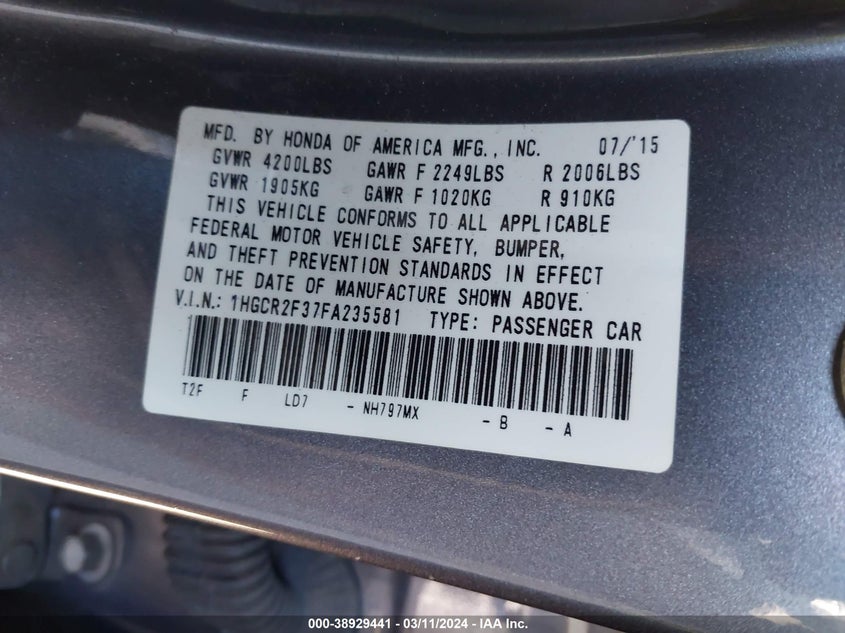 MFD. BY HONDA OF AMERICA MFG., INC. 07/'15
GVWR 4200LBS GAWR F 2249LBS R 2006LBS
GVWR 1905KG GAWR F 1020KG R 910KG
THIS VEHICLE CONFORMS TO ALL APPLICABLE
FEDERAL MOTOR VEHICLE SAFETY, BUMPER,
AND THEFT PREVENTION STANDARDS IN EFFECT
ON THE DATE OF MANUFACTURE SHOWN ABOVE.
V.I.N.: 1HGCR2F37FA235581 TYPE: PASSENGER CAR
T2F F LD7 - NH797MX - B - A
000-38929441 - 03/11/2024 - IAA Inc.